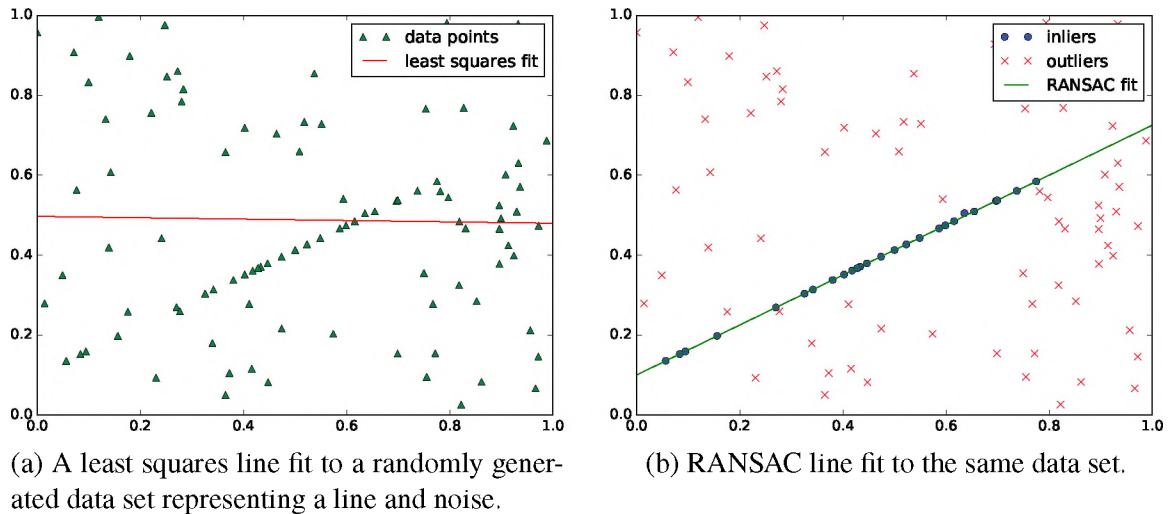 1.0
0.8
0.6
0.4
0.2
0.0
0.0 0.2 0.4 0.6 0.8 1.0
data points
least squares fit
(a) A least squares line fit to a randomly gener-
ated data set representing a line and noise.
1.0
0.8
0.6
0.4
0.2
0.0
0.0 0.2 0.4 0.6 0.8 1.0
inliers
outliers
RANSAC fit
(b) RANSAC line fit to the same data set.